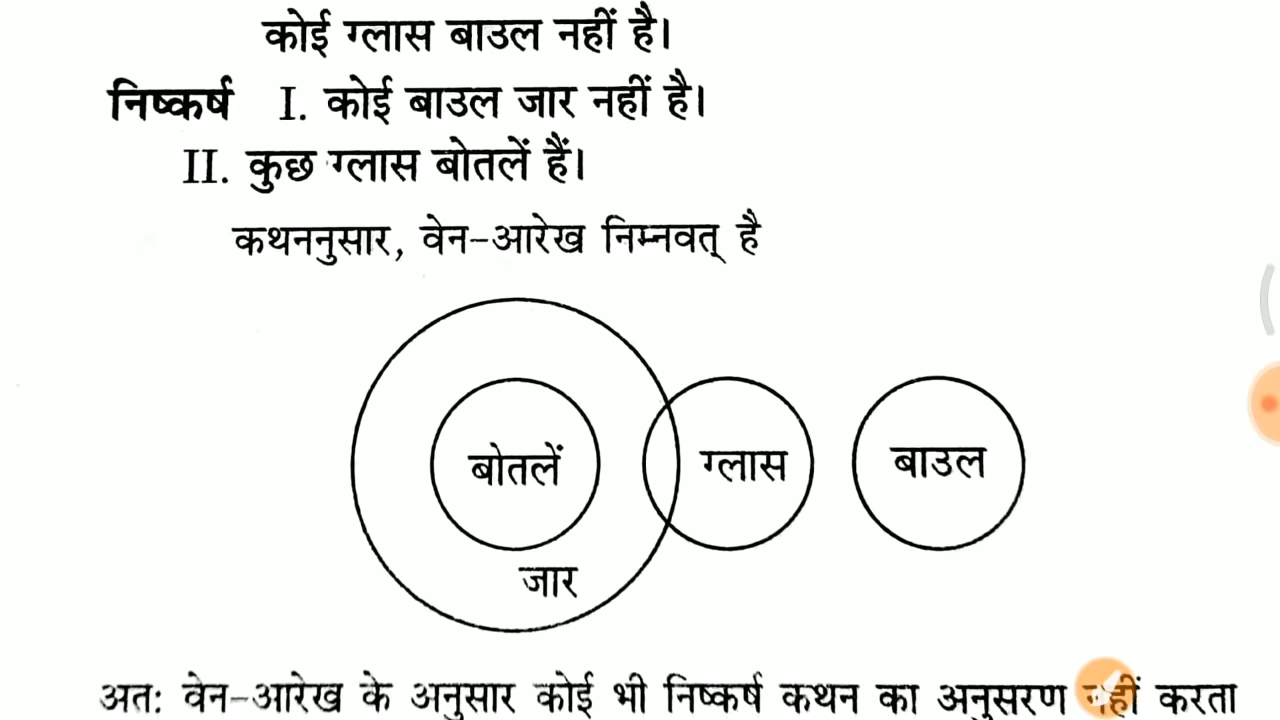 कोई ग्लास बाउल नहीं है।
निष्कर्ष I. कोई बाउल जार नहीं है।
II. कुछ ग्लास बोतलें हैं।
कथननुसार, वेन-आरेख निम्नवत् है
बोतलें
ग्लास
बाउल
जार
अत: वेन-आरेख के अनुसार कोई भी निष्कर्ष कथन का अनुसरण नहीं करता